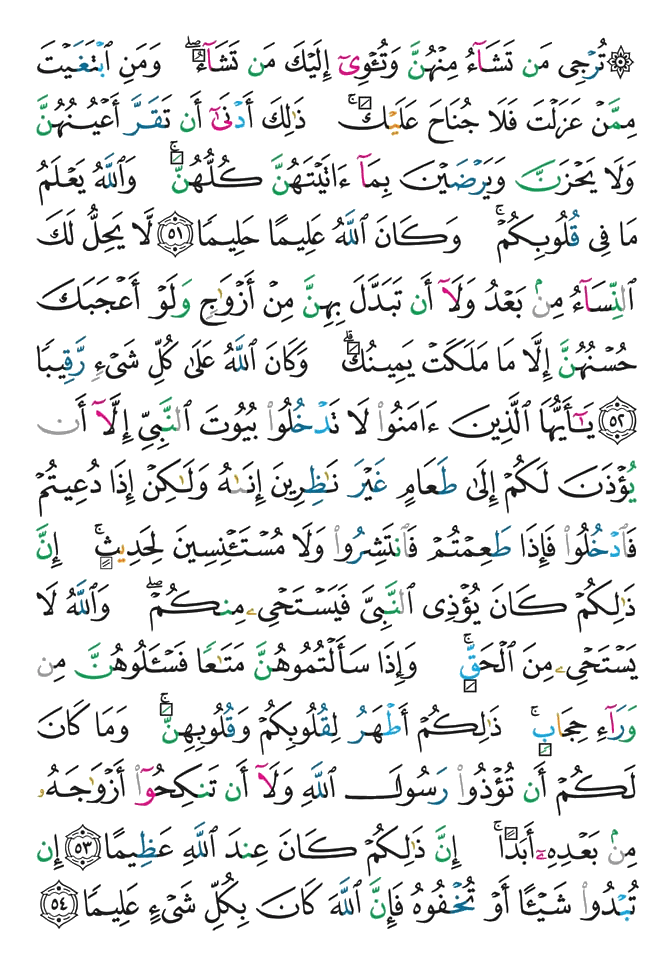 ۞ تُرْجِى مَن تَشَآءُ مِنْهُنَّ وَتُـْٔوِىٓ إِلَيْكَ مَن تَشَآءُ ۖ وَمَنِ ٱبْتَغَيْتَ
مِمَّنْ عَزَلْتَ فَلَا جُنَاحَ عَلَيْكَ ۚ ذَٰلِكَ أَدْنَىٰٓ أَن تَقَرَّ أَعْيُنُهُنَّ
وَلَا يَحْزَنَّ وَيَرْضَيْنَ بِمَآ ءَاتَيْتَهُنَّ كُلُّهُنَّ ۚ وَٱللَّهُ يَعْلَمُ
مَا فِى قُلُوبِكُمْ ۚ وَكَانَ ٱللَّهُ عَلِيمًا حَلِيمًا ٥١ لَّا يَحِلُّ لَكَ
ٱلنِّسَآءُ مِنۢ بَعْدُ وَلَآ أَن تَبَدَّلَ بِهِنَّ مِنْ أَزْوَٰجٍ وَلَوْ أَعْجَبَكَ
حُسْنُهُنَّ إِلَّا مَا مَلَكَتْ يَمِينُكَ ۗ وَكَانَ ٱللَّهُ عَلَىٰ كُلِّ شَىْءٍ رَّقِيبًا
٥٢ يَـٰٓأَيُّهَا ٱلَّذِينَ ءَامَنُوا۟ لَا تَدْخُلُوا۟ بُيُوتَ ٱلنَّبِىِّ إِلَّآ أَن
يُؤْذَنَ لَكُمْ إِلَىٰ طَعَامٍ غَيْرَ نَـٰظِرِينَ إِنَىٰهُ وَلَـٰكِنْ إِذَا دُعِيتُمْ
فَٱدْخُلُوا۟ فَإِذَا طَعِمْتُمْ فَٱنتَشِرُوا۟ وَلَا مُسْتَـْٔنِسِينَ لِحَدِيثٍ ۚ إِنَّ
ذَٰلِكُمْ كَانَ يُؤْذِى ٱلنَّبِىَّ فَيَسْتَحْىِۦ مِنكُمْ ۖ وَٱللَّهُ لَا
يَسْتَحْىِۦ مِنَ ٱلْحَقِّ ۚ وَإِذَا سَأَلْتُمُوهُنَّ مَتَـٰعًا فَسْـَٔلُوهُنَّ مِن
وَرَآءِ حِجَابٍ ۚ ذَٰلِكُمْ أَطْهَرُ لِقُلُوبِكُمْ وَقُلُوبِهِنَّ ۚ وَمَا كَانَ
لَكُمْ أَن تُؤْذُوا۟ رَسُولَ ٱللَّهِ وَلَآ أَن تَنكِحُوٓا۟ أَزْوَٰجَهُۥ
مِنۢ بَعْدِهِۦٓ أَبَدًا ۚ إِنَّ ذَٰلِكُمْ كَانَ عِندَ ٱللَّهِ عَظِيمًا ٥٣ إِن
تُبْدُوا۟ شَيْـًٔا أَوْ تُخْفُوهُ فَإِنَّ ٱللَّهَ كَانَ بِكُلِّ شَىْءٍ عَلِيمًا ٥٤